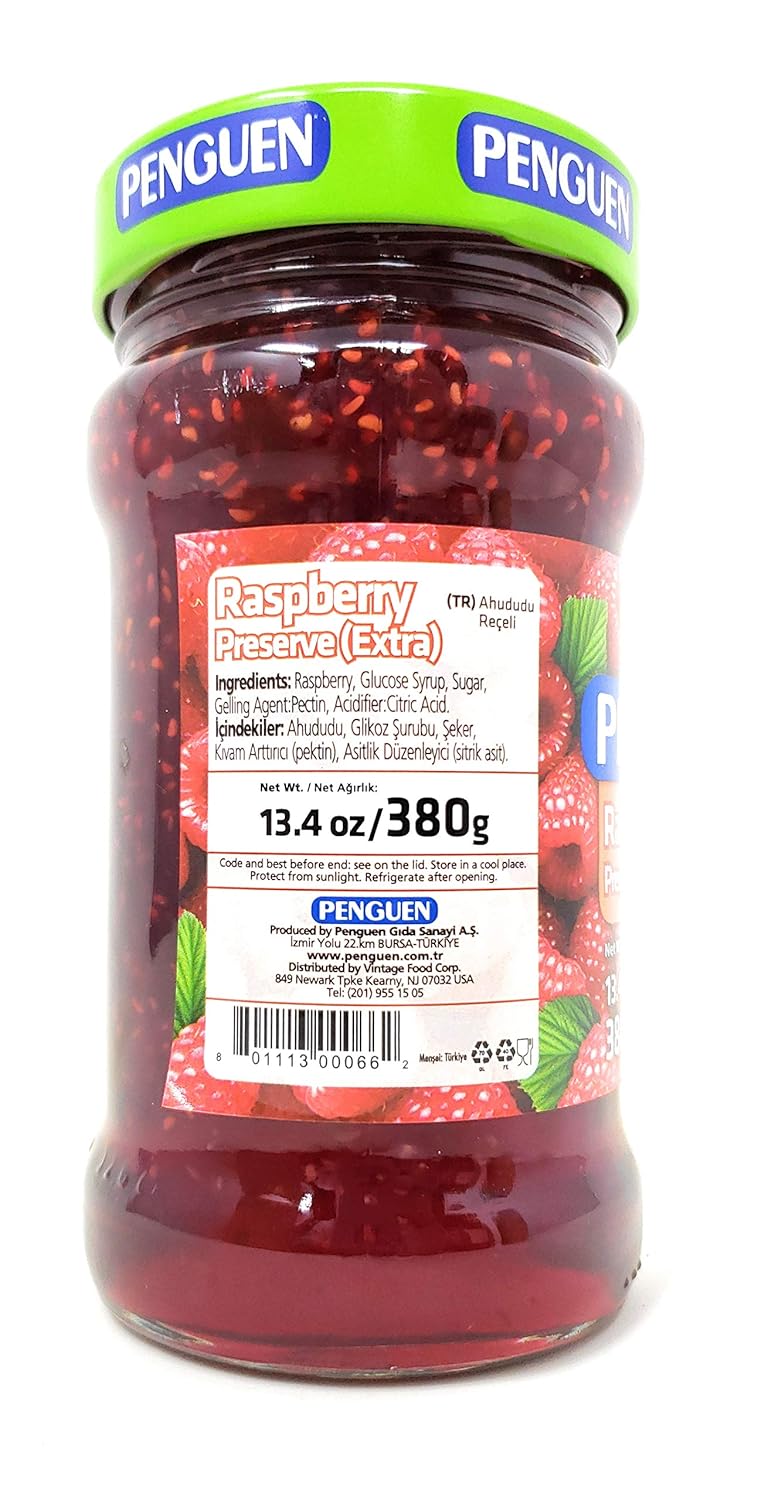 PENGUEN
PENGUEN
Raspberry
Preserve (Extra)
(TR) Ahududu
Reçeli
Ingredients: Raspberry, Glucose Syrup, Sugar,
Gelling Agent:Pectin, Acidifier:Citric Acid.
İçindekiler: Ahududu, Glikoz Şurubu, Şeker,
Kıvam Arttırıcı (pektin), Asitlik Düzenleyici (sitrik asit).
Net Wt. / Net Ağırlık:
13.4 oz/380g
Code and best before end: see on the lid. Store in a cool place.
Protect from sunlight. Refrigerate after opening.
PENGUEN
Produced by Penguen Gıda Sanayi A.Ş.
İzmir Yolu 22.km BURSA-TÜRKİYE
www.penguen.com.tr
Distributed by Vintage Food Corp.
849 Newark Tpke Kearny, NJ 07032 USA
Tel: (201) 955 15 05
8 01113 00066 2
Menşei: Türkiye
70
GL
40
FE